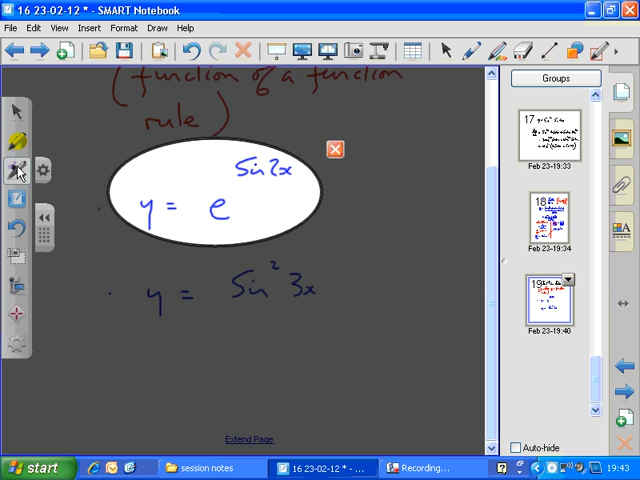 16 23-02-12 * - SMART Notebook
File Edit View Insert Format Draw Help
Groups
(function of a function
rule)
y = e^sin2x
y = Sin² 3x
Extend Page
17
Feb 23-19:33
18
Feb 23-19:34
19
Feb 23-19:40
Auto-hide
start
session notes
16 23-02-12 * - ...
Recording...
19:43